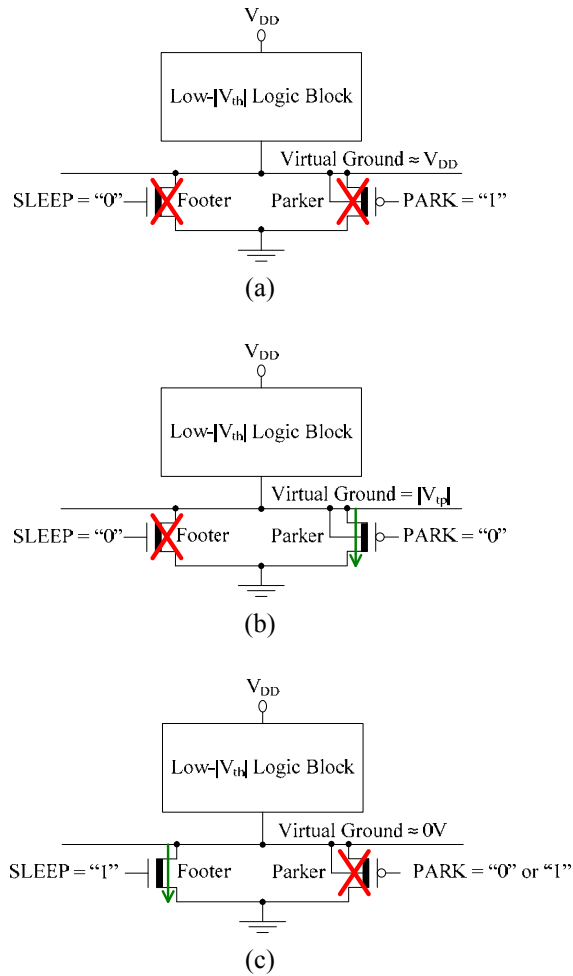 V_DD
Low-|V_th| Logic Block
Virtual Ground ≈ V_DD
SLEEP = “0” Footer Parker PARK = “1”
(a)
V_DD
Low-|V_th| Logic Block
Virtual Ground = |V_tp|
SLEEP = “0” Footer Parker PARK = “0”
(b)
V_DD
Low-|V_th| Logic Block
Virtual Ground ≈ 0V
SLEEP = “1” Footer Parker PARK = “0” or “1”
(c)